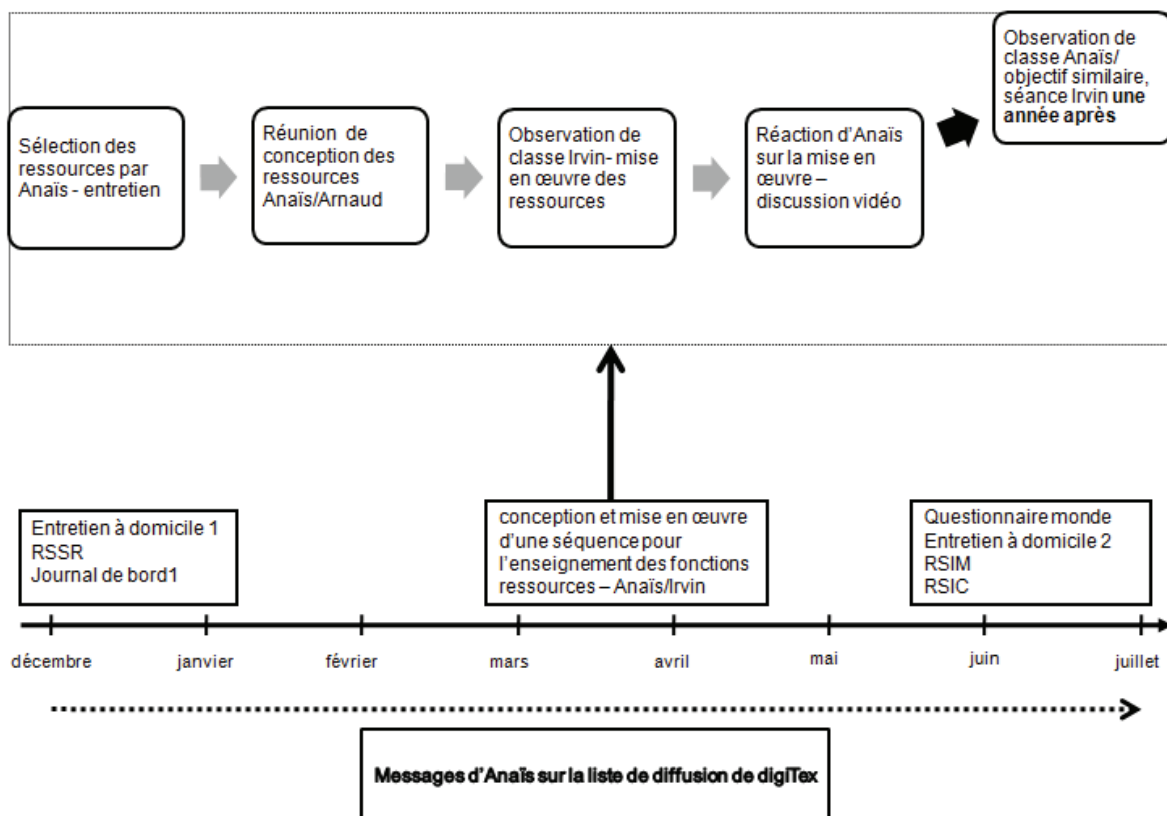 Sélection des
ressources par
Anaïs - entretien
Réunion de
conception des
ressources
Anaïs/Arnaud
Observation de
classe Irvin- mise
en œuvre des
ressources
Réaction d'Anaïs
sur la mise en
œuvre –
discussion vidéo
Observation de
classe Anaïs/
objectif similaire,
séance Irvin une
année après
Entretien à domicile 1
RSSR
Journal de bord1
conception et mise en œuvre
d'une séquence pour
l'enseignement des fonctions
ressources – Anaïs/Irvin
Questionnaire monde
Entretien à domicile 2
RSIM
RSIC
décembre
janvier
février
mars
avril
mai
juin
juillet
Messages d'Anaïs sur la liste de diffusion de digiTex